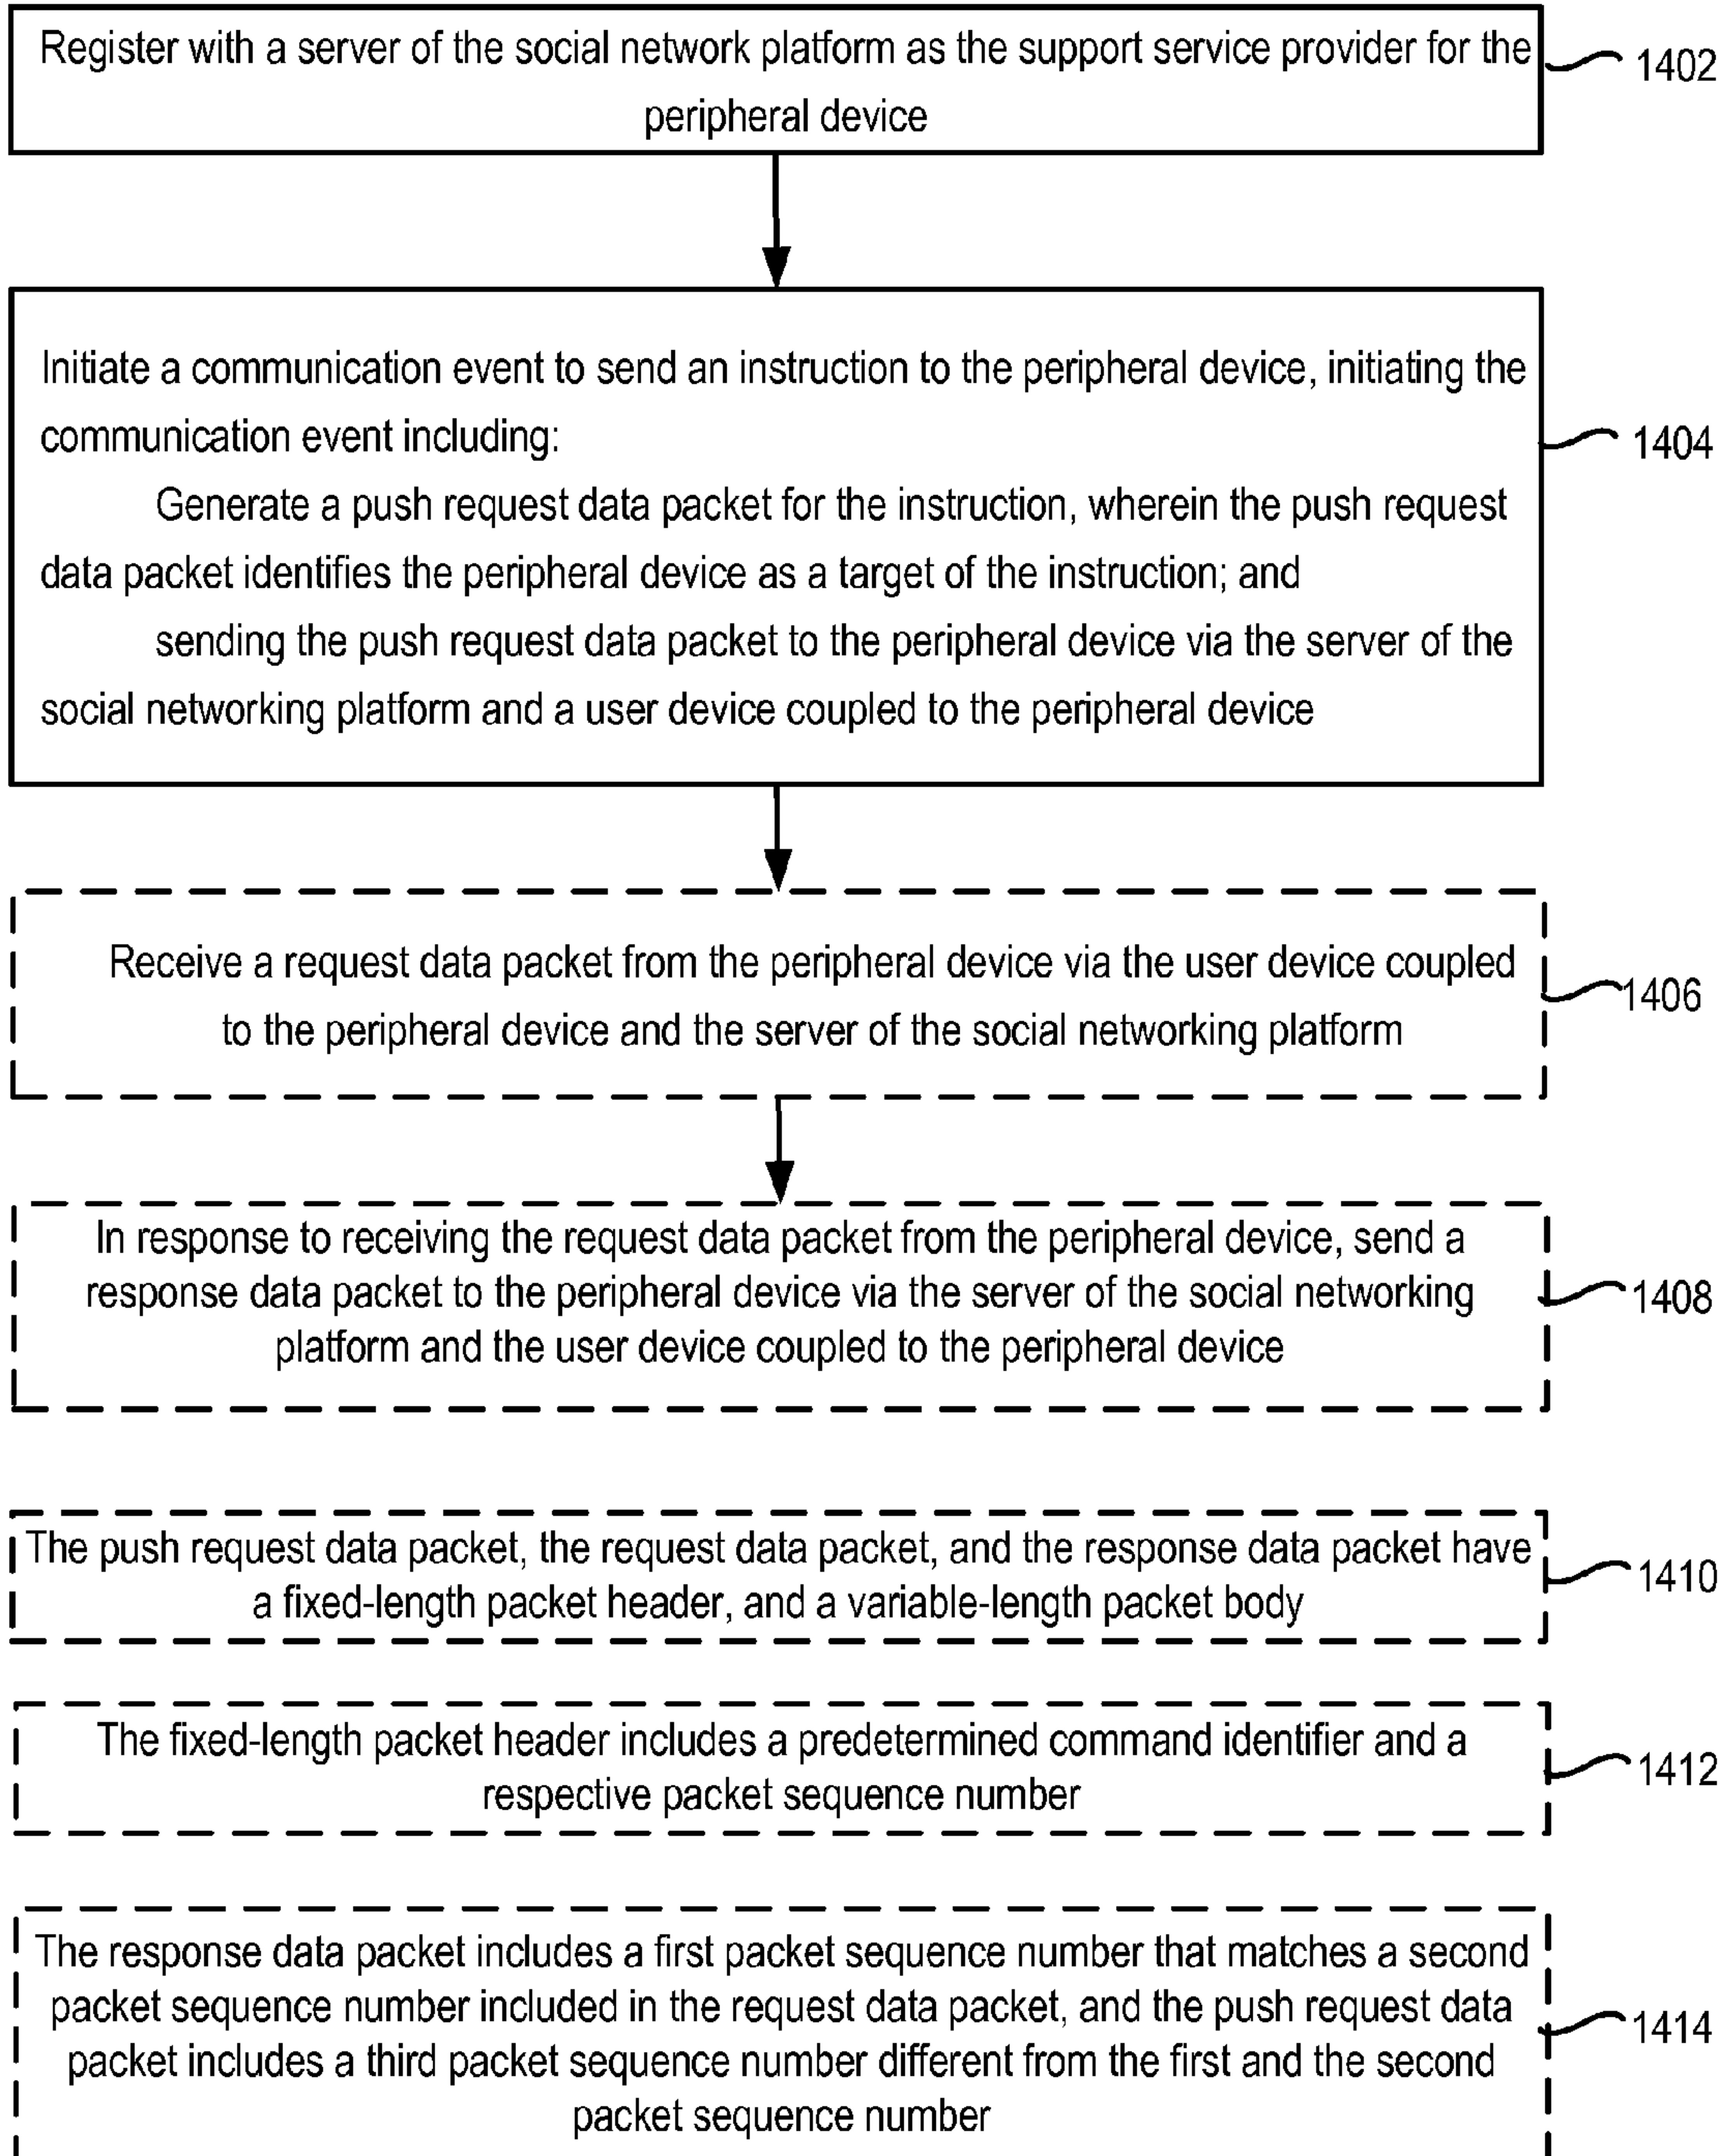 Register with a server of the social network platform as the support service provider for the
peripheral device
1402
Initiate a communication event to send an instruction to the peripheral device, initiating the
communication event including:
Generate a push request data packet for the instruction, wherein the push request
data packet identifies the peripheral device as a target of the instruction; and
sending the push request data packet to the peripheral device via the server of the
social networking platform and a user device coupled to the peripheral device
1404
Receive a request data packet from the peripheral device via the user device coupled
to the peripheral device and the server of the social networking platform
1406
In response to receiving the request data packet from the peripheral device, send a
response data packet to the peripheral device via the server of the social networking
platform and the user device coupled to the peripheral device
1408
The push request data packet, the request data packet, and the response data packet have
a fixed-length packet header, and a variable-length packet body
1410
The fixed-length packet header includes a predetermined command identifier and a
respective packet sequence number
1412
The response data packet includes a first packet sequence number that matches a second
packet sequence number included in the request data packet, and the push request data
packet includes a third packet sequence number different from the first and the second
packet sequence number
1414